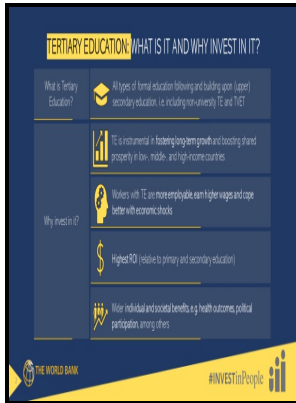 TERTIARY EDUCATION: WHAT IS IT AND WHY INVEST IN IT?
What is Tertiary
Education?
All types of formal education following and building upon (upper)
secondary education, i.e. including non-university TE and TVET
Why invest in it?
TE is instrumental in fostering long-term growth and boosting shared
prosperity in low-, middle- and high-income countries
Workers with TE are more employable, earn higher wages and cope
better with economic shocks
Highest ROI (relative to primary and secondary education)
Wider individual and societal benefits, e.g. health outcomes, political
participation, among others
THE WORLD BANK
#INVESTinPeople